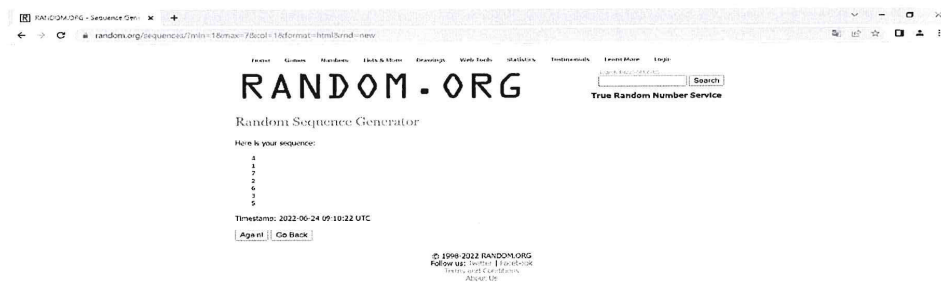 RANDOM.ORG - Sequence Gen
random.org/sequences/?min=1&max=7&col=1&format=html&rnd=new
Home Games Numbers Lists & More Drawings Web Tools Statistics Testimonials Learn More Login
RANDOM.ORG
Search
True Random Number Service
Random Sequence Generator
Here is your sequence:
4
1
7
2
6
3
5
Timestamp: 2022-06-24 09:10:22 UTC
Again! Go Back
© 1998-2022 RANDOM.ORG
Follow us: Twitter | Facebook
Terms and Conditions
About Us